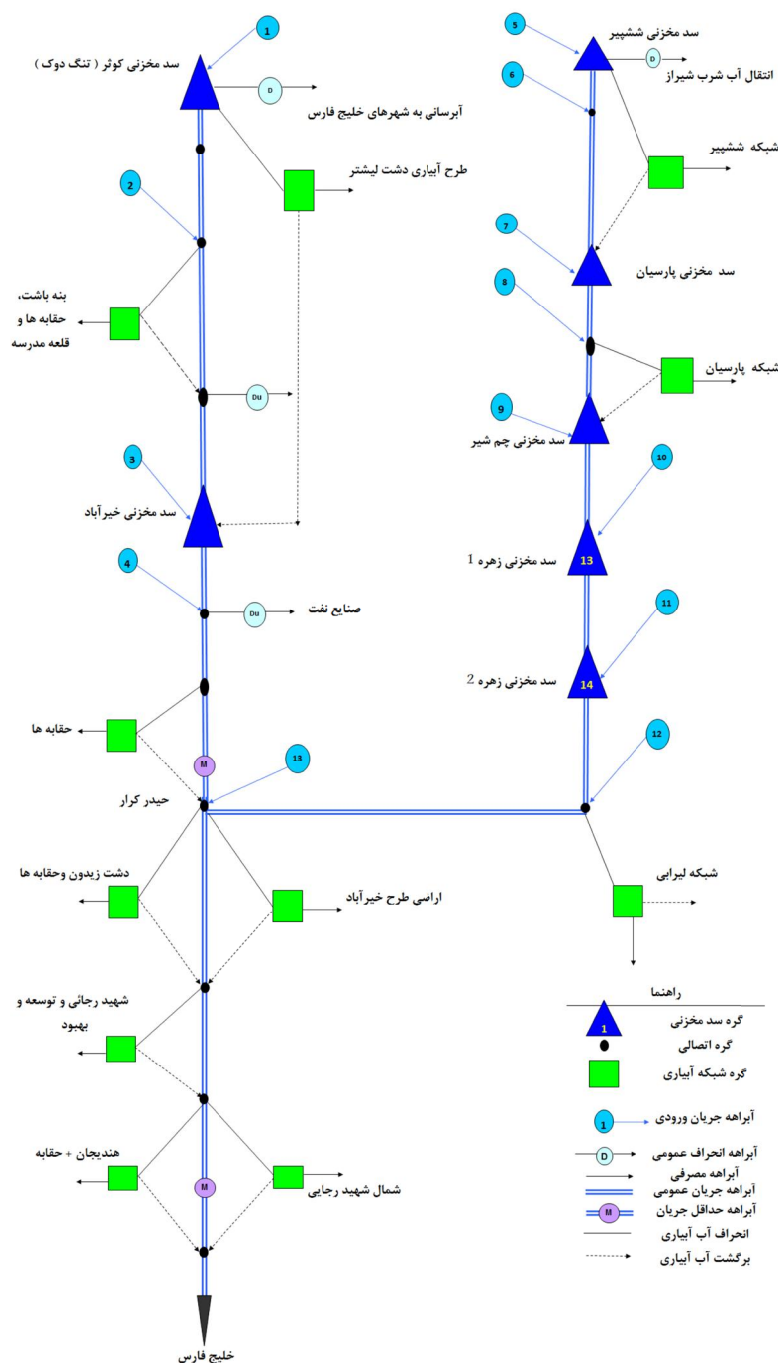 1
سد مخزنی کوثر ( تنگ دوک )
D
آبرسانی به شهرهای خلیج فارس
طرح آبیاری دشت لیشتر
2
بنه باشت،
حقابه ها و
قلعه مدرسه
Du
3
سد مخزنی خیرآباد
4
Du
صنایع نفت
حقابه ها
M
13
حیدر کرار
دشت زیدون وحقابه ها
اراسی طرح خیرآباد
شهید رجائی و توسعه و
بهبود
هندیجان + حقابه
M
شمال شهید رجایی
خلیج فارس
5
سد مخزنی ششپیر
D
انتقال آب شرب شیراز
6
شبکه ششپیر
7
سد مخزنی پارسیان
8
شبکه پارسیان
9
سد مخزنی چم شیر
10
سد مخزنی زهره 1
13
11
سد مخزنی زهره 2
14
12
شبکه لیرابی
راهنما
گره سد مخزنی
1
گره اتصالی
گره شبکه آبیاری
آبراهه جریان ورودی
1
آبراهه انحراف عمومی
D
آبراهه مصرفی
آبراهه جریان عمومی
آبراهه حداقل جریان
M
انحراف آب آبیاری
برگشت آب آبیاری